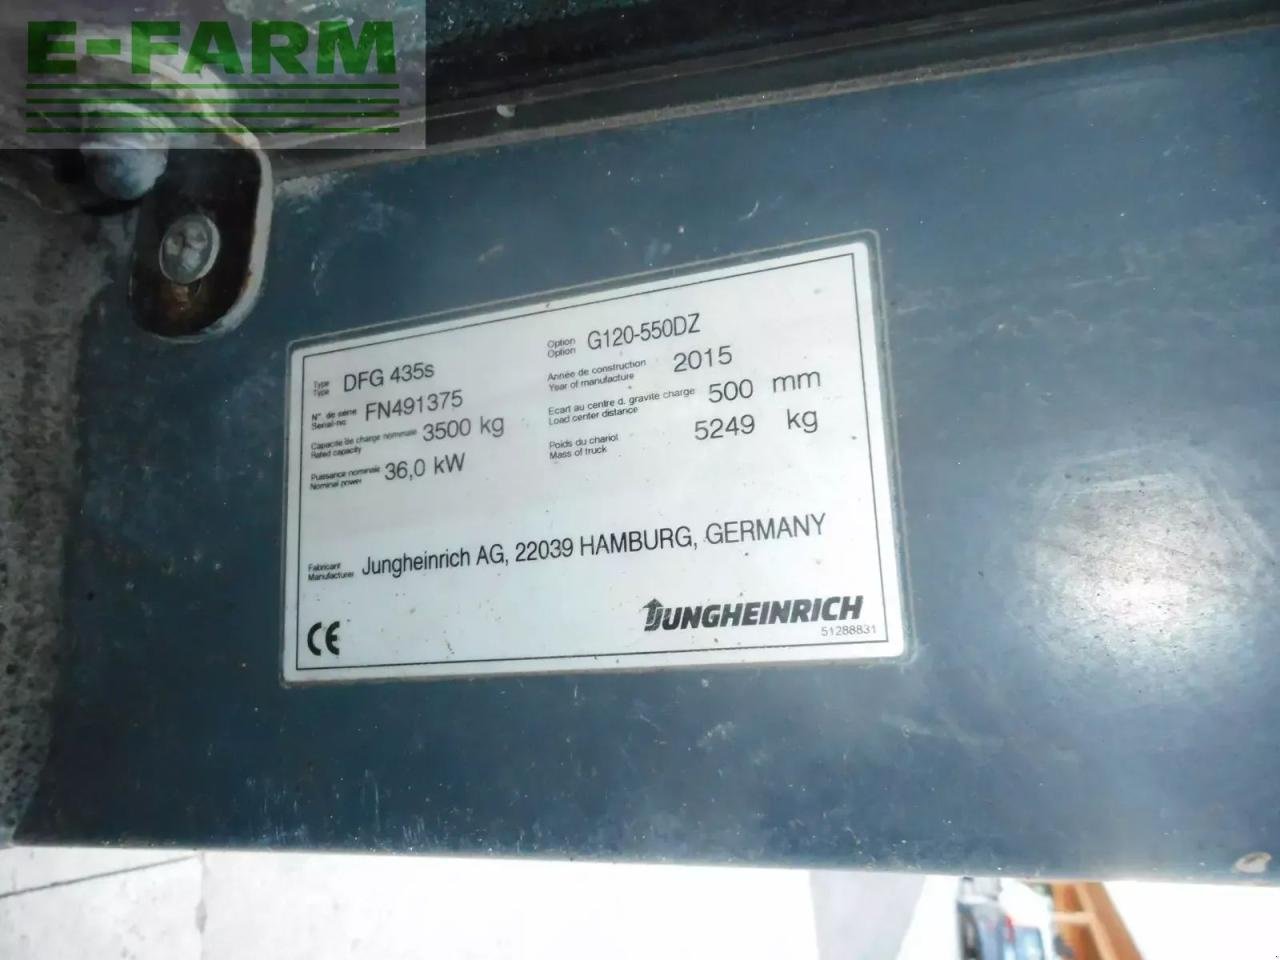 E-FARM
Type
Type
DFG 435s
Option
Option
G120-550DZ
N° de série
Serial-no.
FN491375
Année de construction
Year of manufacture
2015
Capacité de charge nominale
Rated capacity
3500 kg
Ecart au centre d. gravite charge
Load center distance
500 mm
Puissance nominale
Nominal power
36,0 kW
Poids du chariot
Mass of truck
5249 kg
Fabricant
Manufacturer
Jungheinrich AG, 22039 HAMBURG, GERMANY
CE
JUNGHEINRICH
51288831